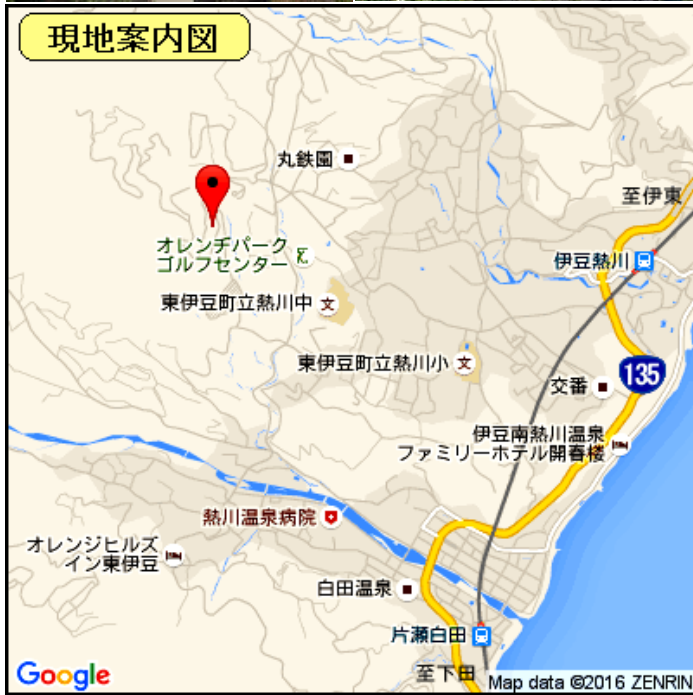 現地案内図
丸鉄園
至伊東
オレンヂパーク
ゴルフセンター
伊豆熱川
東伊豆町立熱川中
文
東伊豆町立熱川小
文
135
交番
伊豆南熱川温泉
ファミリーホテル開春楼
熱川温泉病院
オレンジヒルズ
イン東伊豆
白田温泉
片瀬白田
至下田
Google
Map data ©2016 ZENRIN